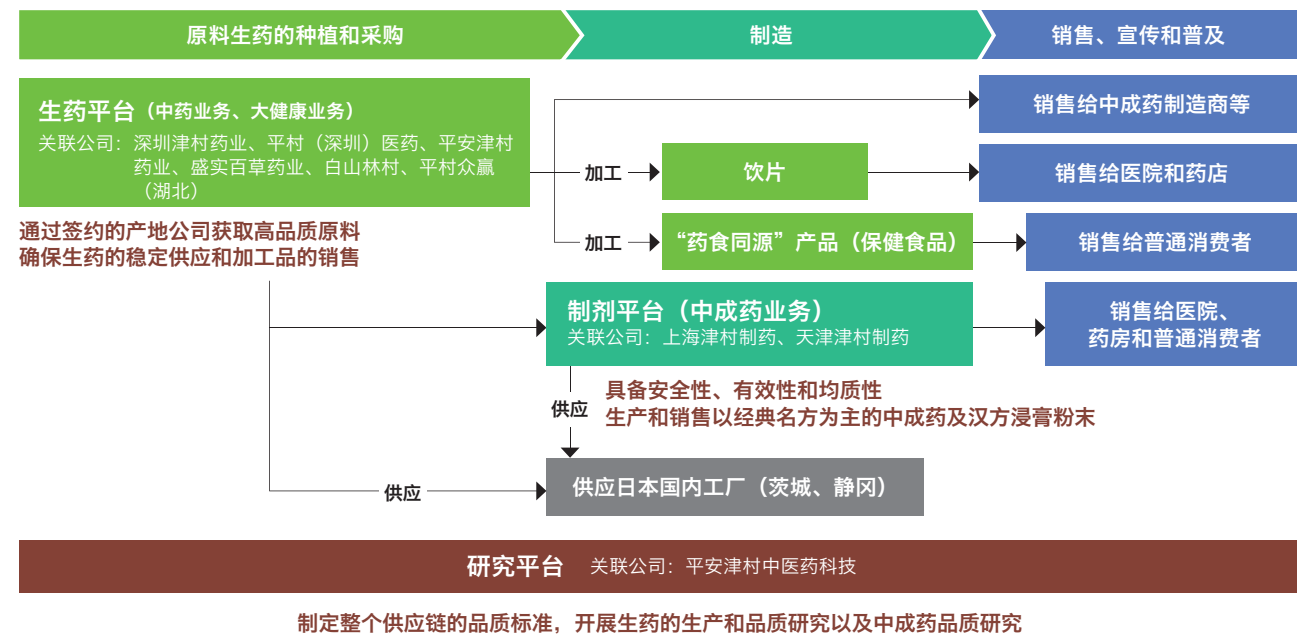 原料生药的种植和采购
制造
销售、宣传和普及
生药平台（中药业务、大健康业务）
关联公司：深圳津村药业、平村（深圳）医药、平安津村
药业、盛实百草药业、白山林村、平村众赢
（湖北）
销售给中成药制造商等
加工
饮片
销售给医院和药店
加工
“药食同源”产品（保健食品）
销售给普通消费者
通过签约的产地公司获取高品质原料
确保生药的稳定供应和加工品的销售
制剂平台（中成药业务）
关联公司：上海津村制药、天津津村制药
销售给医院、
药房和普通消费者
供应
具备安全性、有效性和均质性
生产和销售以经典名方为主的中成药及汉方浸膏粉末
供应
供应日本国内工厂（茨城、静冈）
研究平台 关联公司：平安津村中医药科技
制定整个供应链的品质标准，开展生药的生产和品质研究以及中成药品质研究